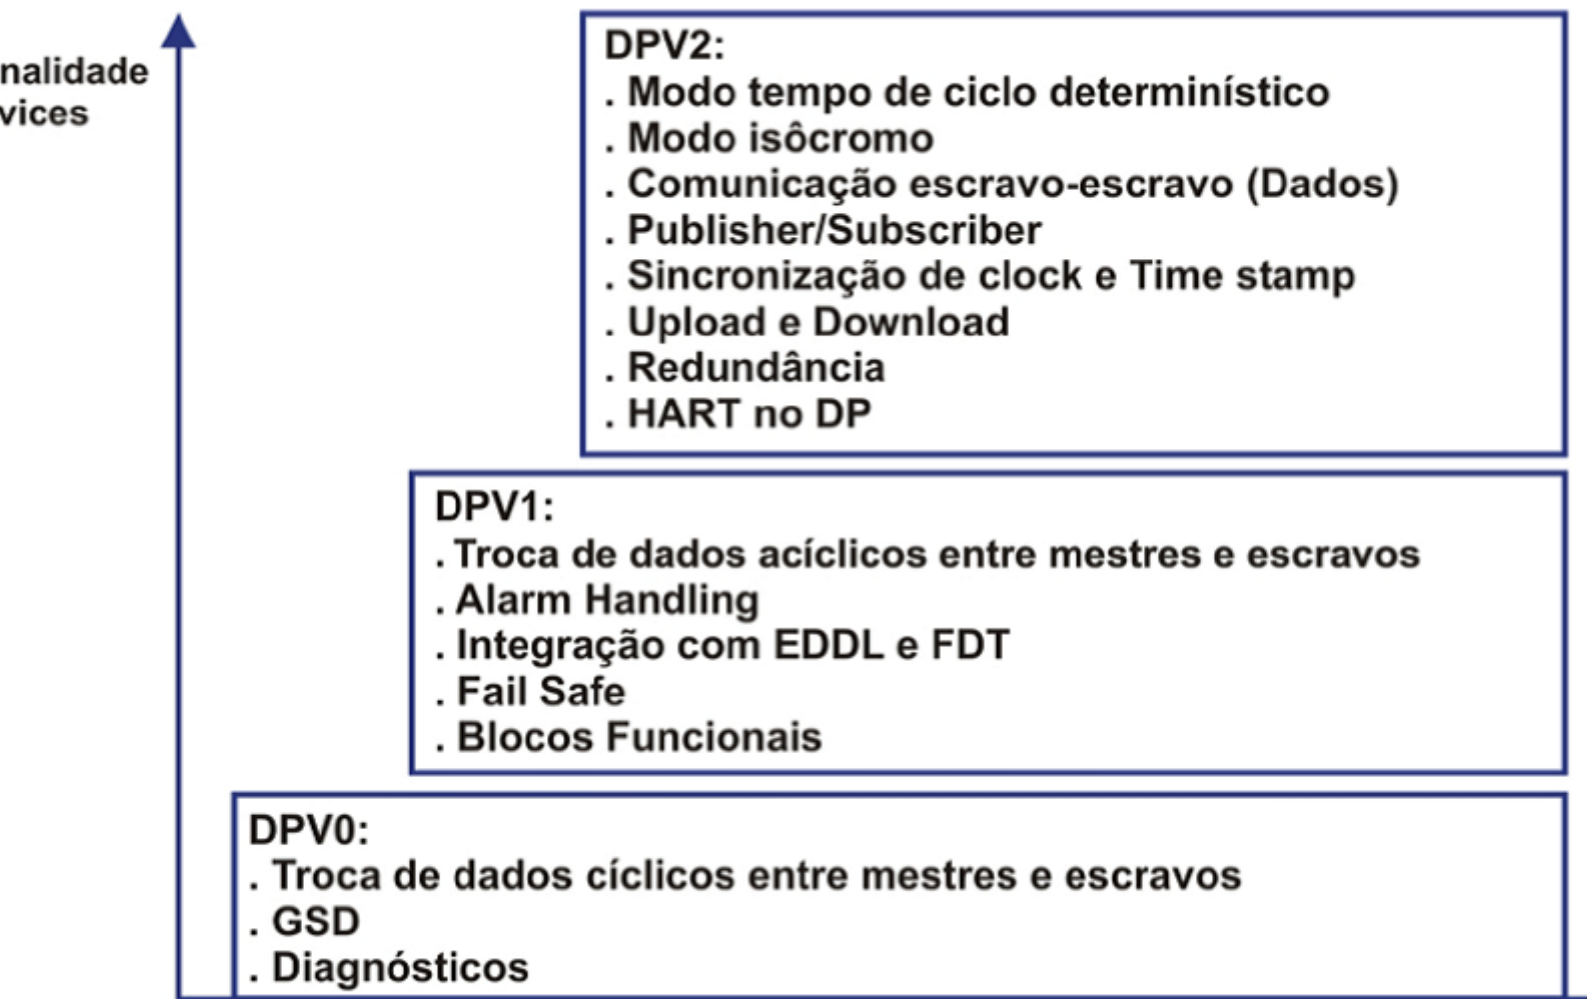 nalidade
vices
DPV2:
. Modo tempo de ciclo determinístico
. Modo isôcromo
. Comunicação escravo-escravo (Dados)
. Publisher/Subscriber
. Sincronização de clock e Time stamp
. Upload e Download
. Redundância
. HART no DP
DPV1:
. Troca de dados acíclicos entre mestres e escravos
. Alarm Handling
. Integração com EDDL e FDT
. Fail Safe
. Blocos Funcionais
DPV0:
. Troca de dados cíclicos entre mestres e escravos
. GSD
. Diagnósticos